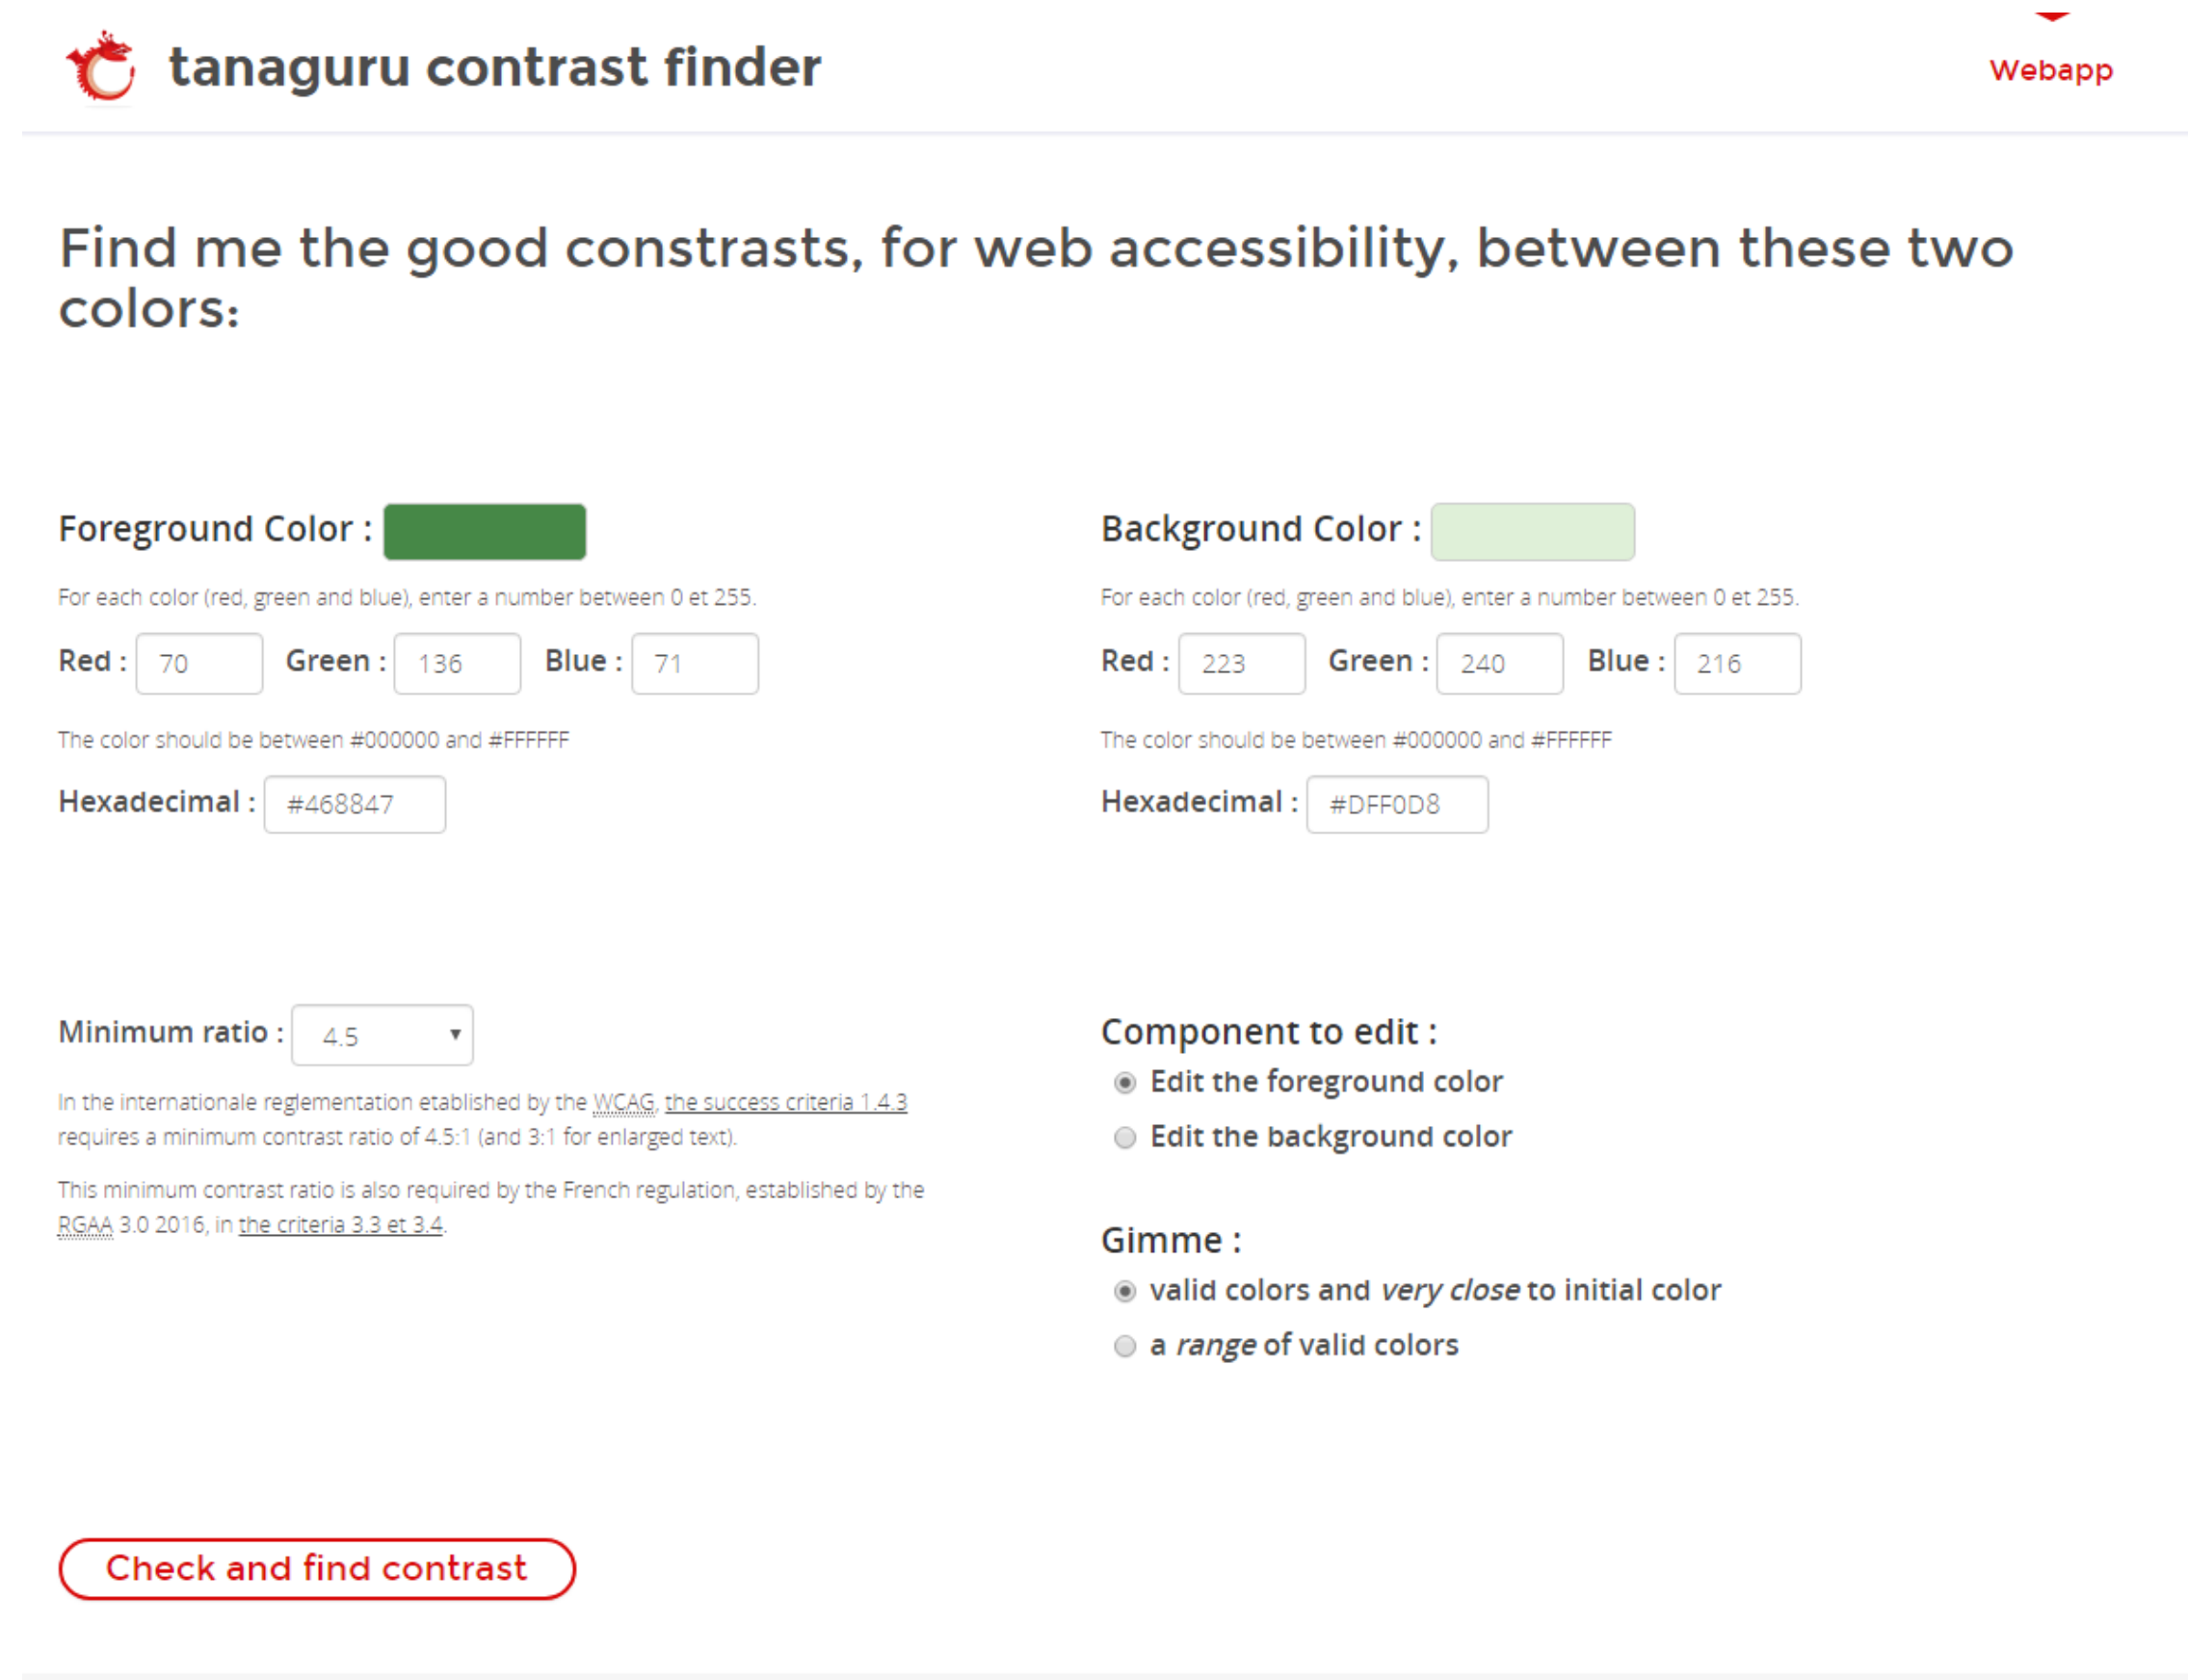 tanaguru contrast finder
Webapp
Find me the good constrasts, for web accessibility, between these two
colors:
Foreground Color :
For each color (red, green and blue), enter a number between 0 et 255.
Red : 70 Green : 136 Blue : 71
The color should be between #000000 and #FFFFFF
Hexadecimal : #468847
Background Color :
For each color (red, green and blue), enter a number between 0 et 255.
Red : 223 Green : 240 Blue : 216
The color should be between #000000 and #FFFFFF
Hexadecimal : #DFF0D8
Minimum ratio : 4.5
In the internationale reglementation etablished by the WCAG, the success criteria 1.4.3
requires a minimum contrast ratio of 4.5:1 (and 3:1 for enlarged text).
This minimum contrast ratio is also required by the French regulation, established by the
RGAA 3.0 2016, in the criteria 3.3 et 3.4.
Component to edit :
Edit the foreground color
Edit the background color
Gimme :
valid colors and very close to initial color
a range of valid colors
Check and find contrast